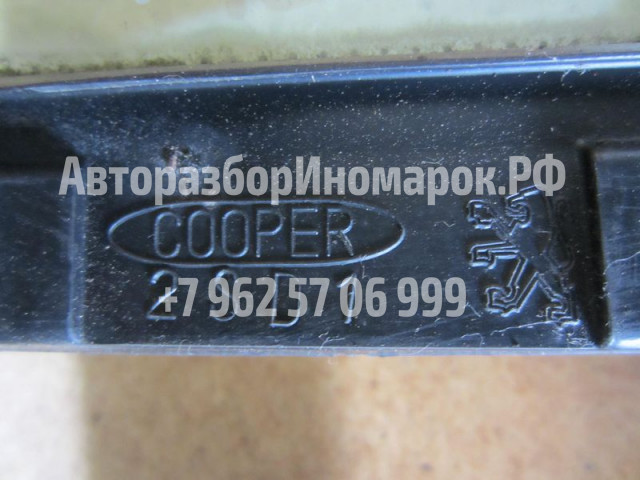 АвторазборИномарок.РФ
COOPER
+7 962 57 06 999